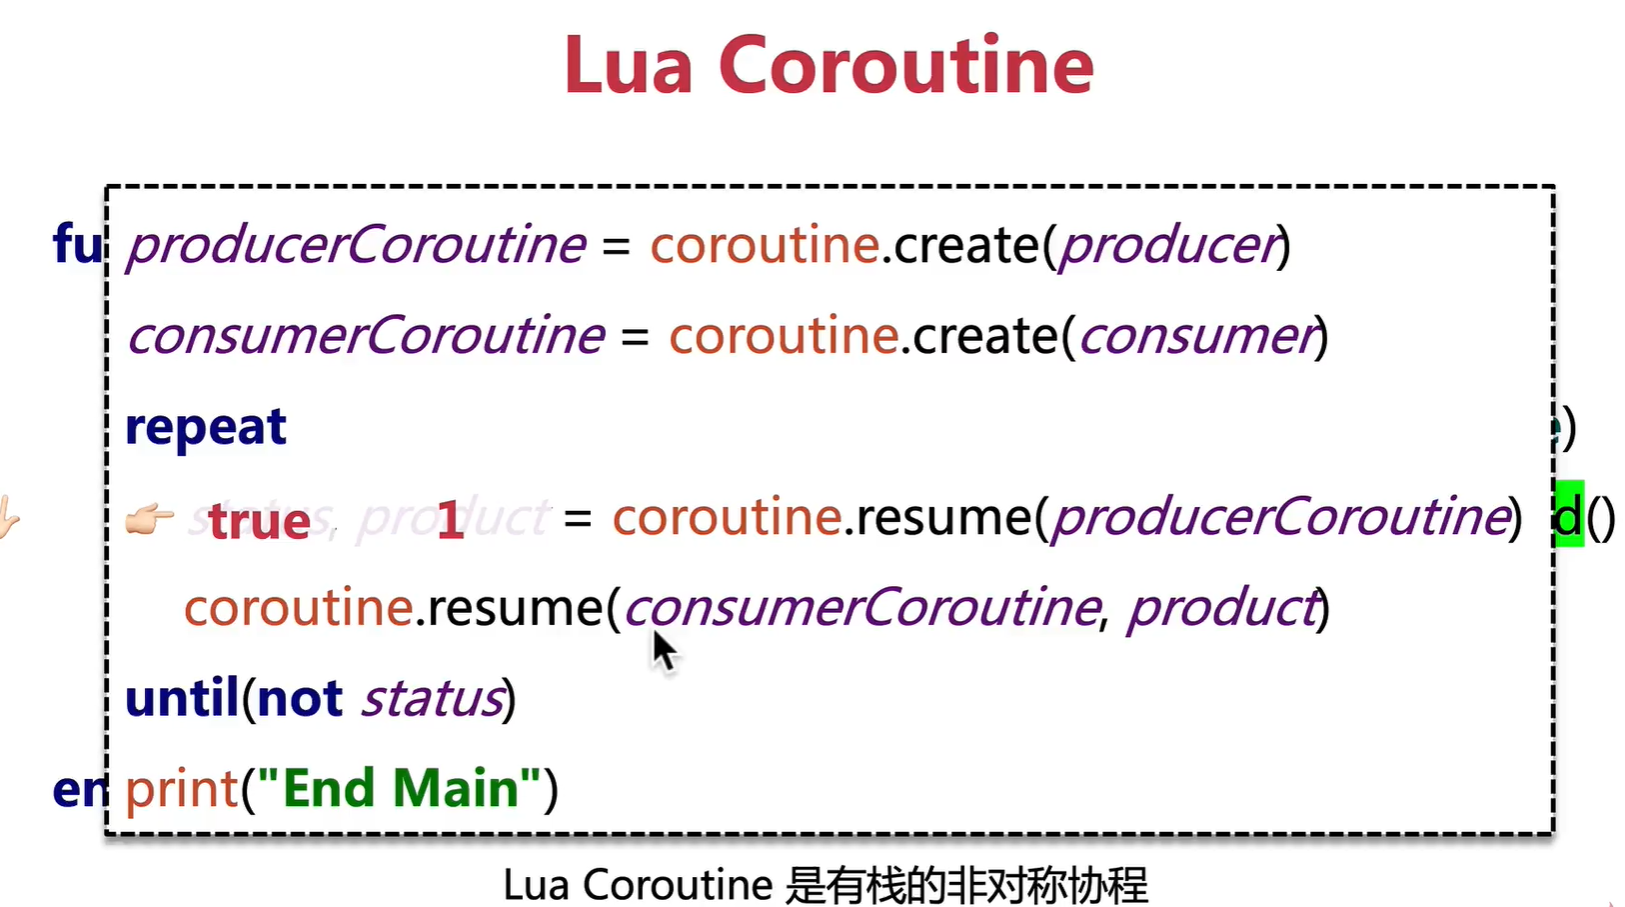 Lua Coroutine
fu producerCoroutine = coroutine.create(producer)
consumerCoroutine = coroutine.create(consumer)
repeat
)
status, product true 1 = coroutine.resume(producerCoroutine) d()
coroutine.resume(consumerCoroutine, product)
until(not status)
en print("End Main")
Lua Coroutine 是有栈的非对称协程